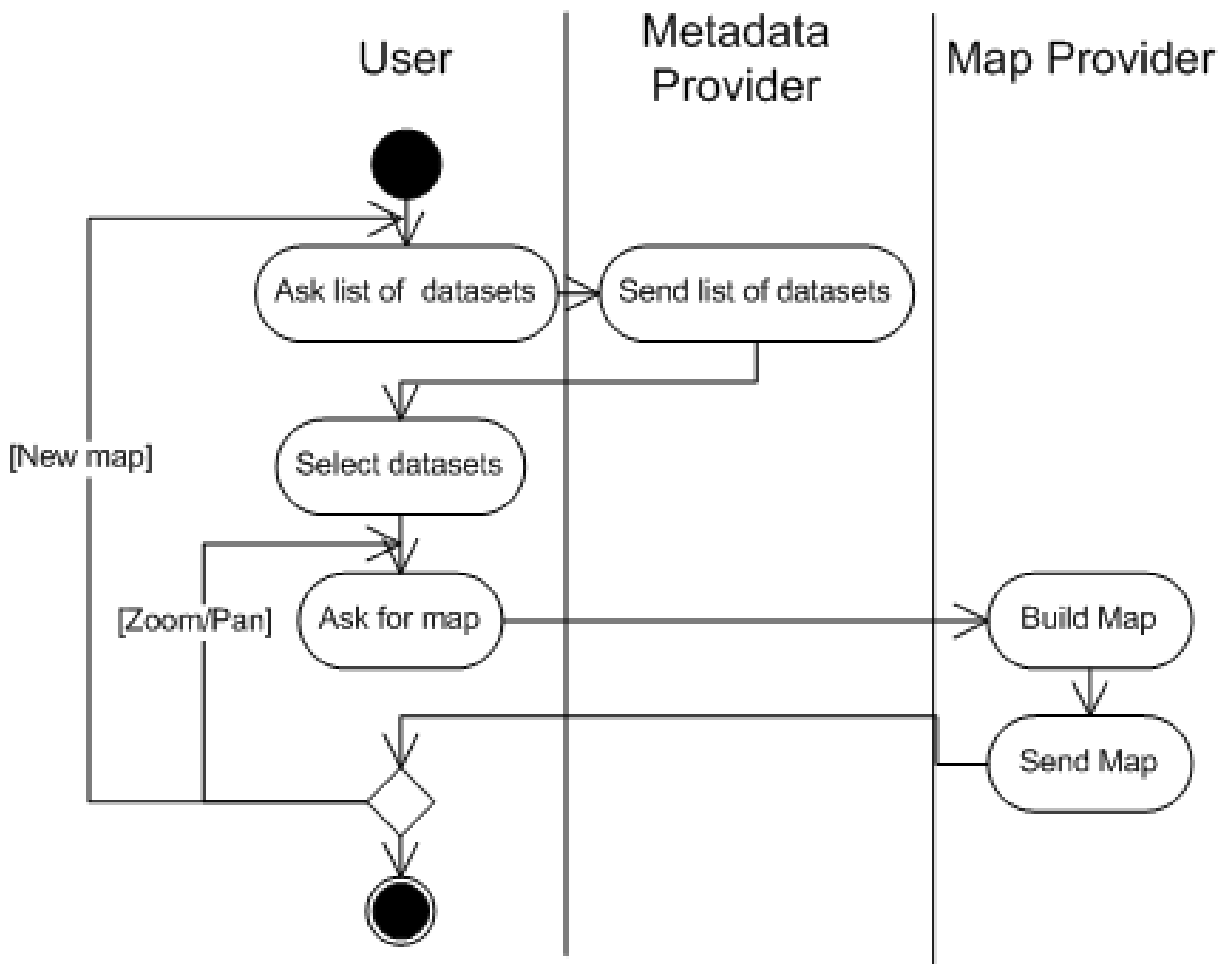 User
Metadata
Provider
Map Provider
Ask list of datasets
Send list of datasets
[New map]
Select datasets
[Zoom/Pan]
Ask for map
Build Map
Send Map